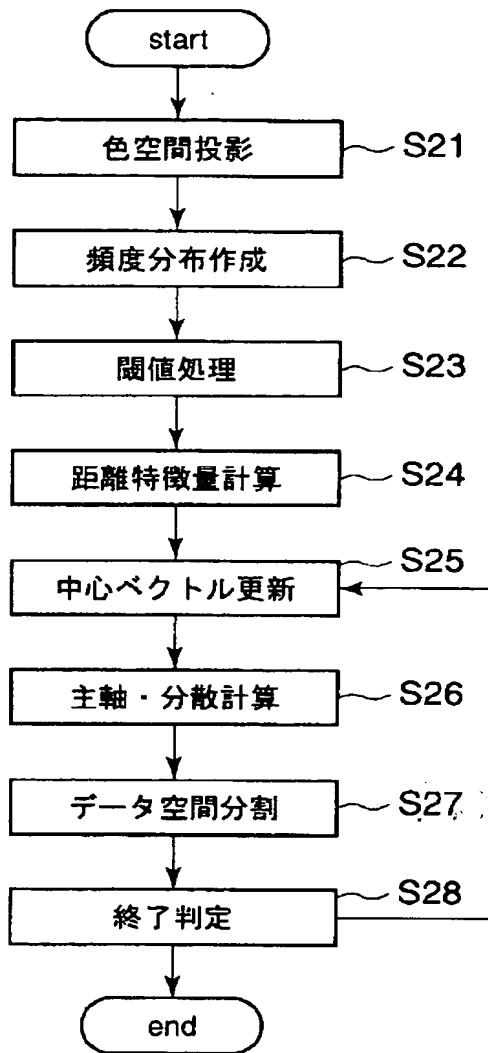 start
色空間投影 S21
頻度分布作成 S22
閾値処理 S23
距離特徴量計算 S24
中心ベクトル更新 S25
主軸・分散計算 S26
データ空間分割 S27
終了判定 S28
end